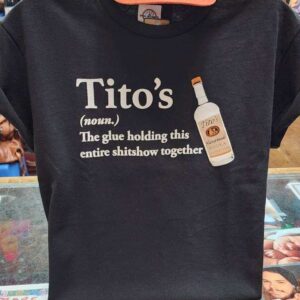 Tito's
(noun.)
The glue holding this
entire shitshow together